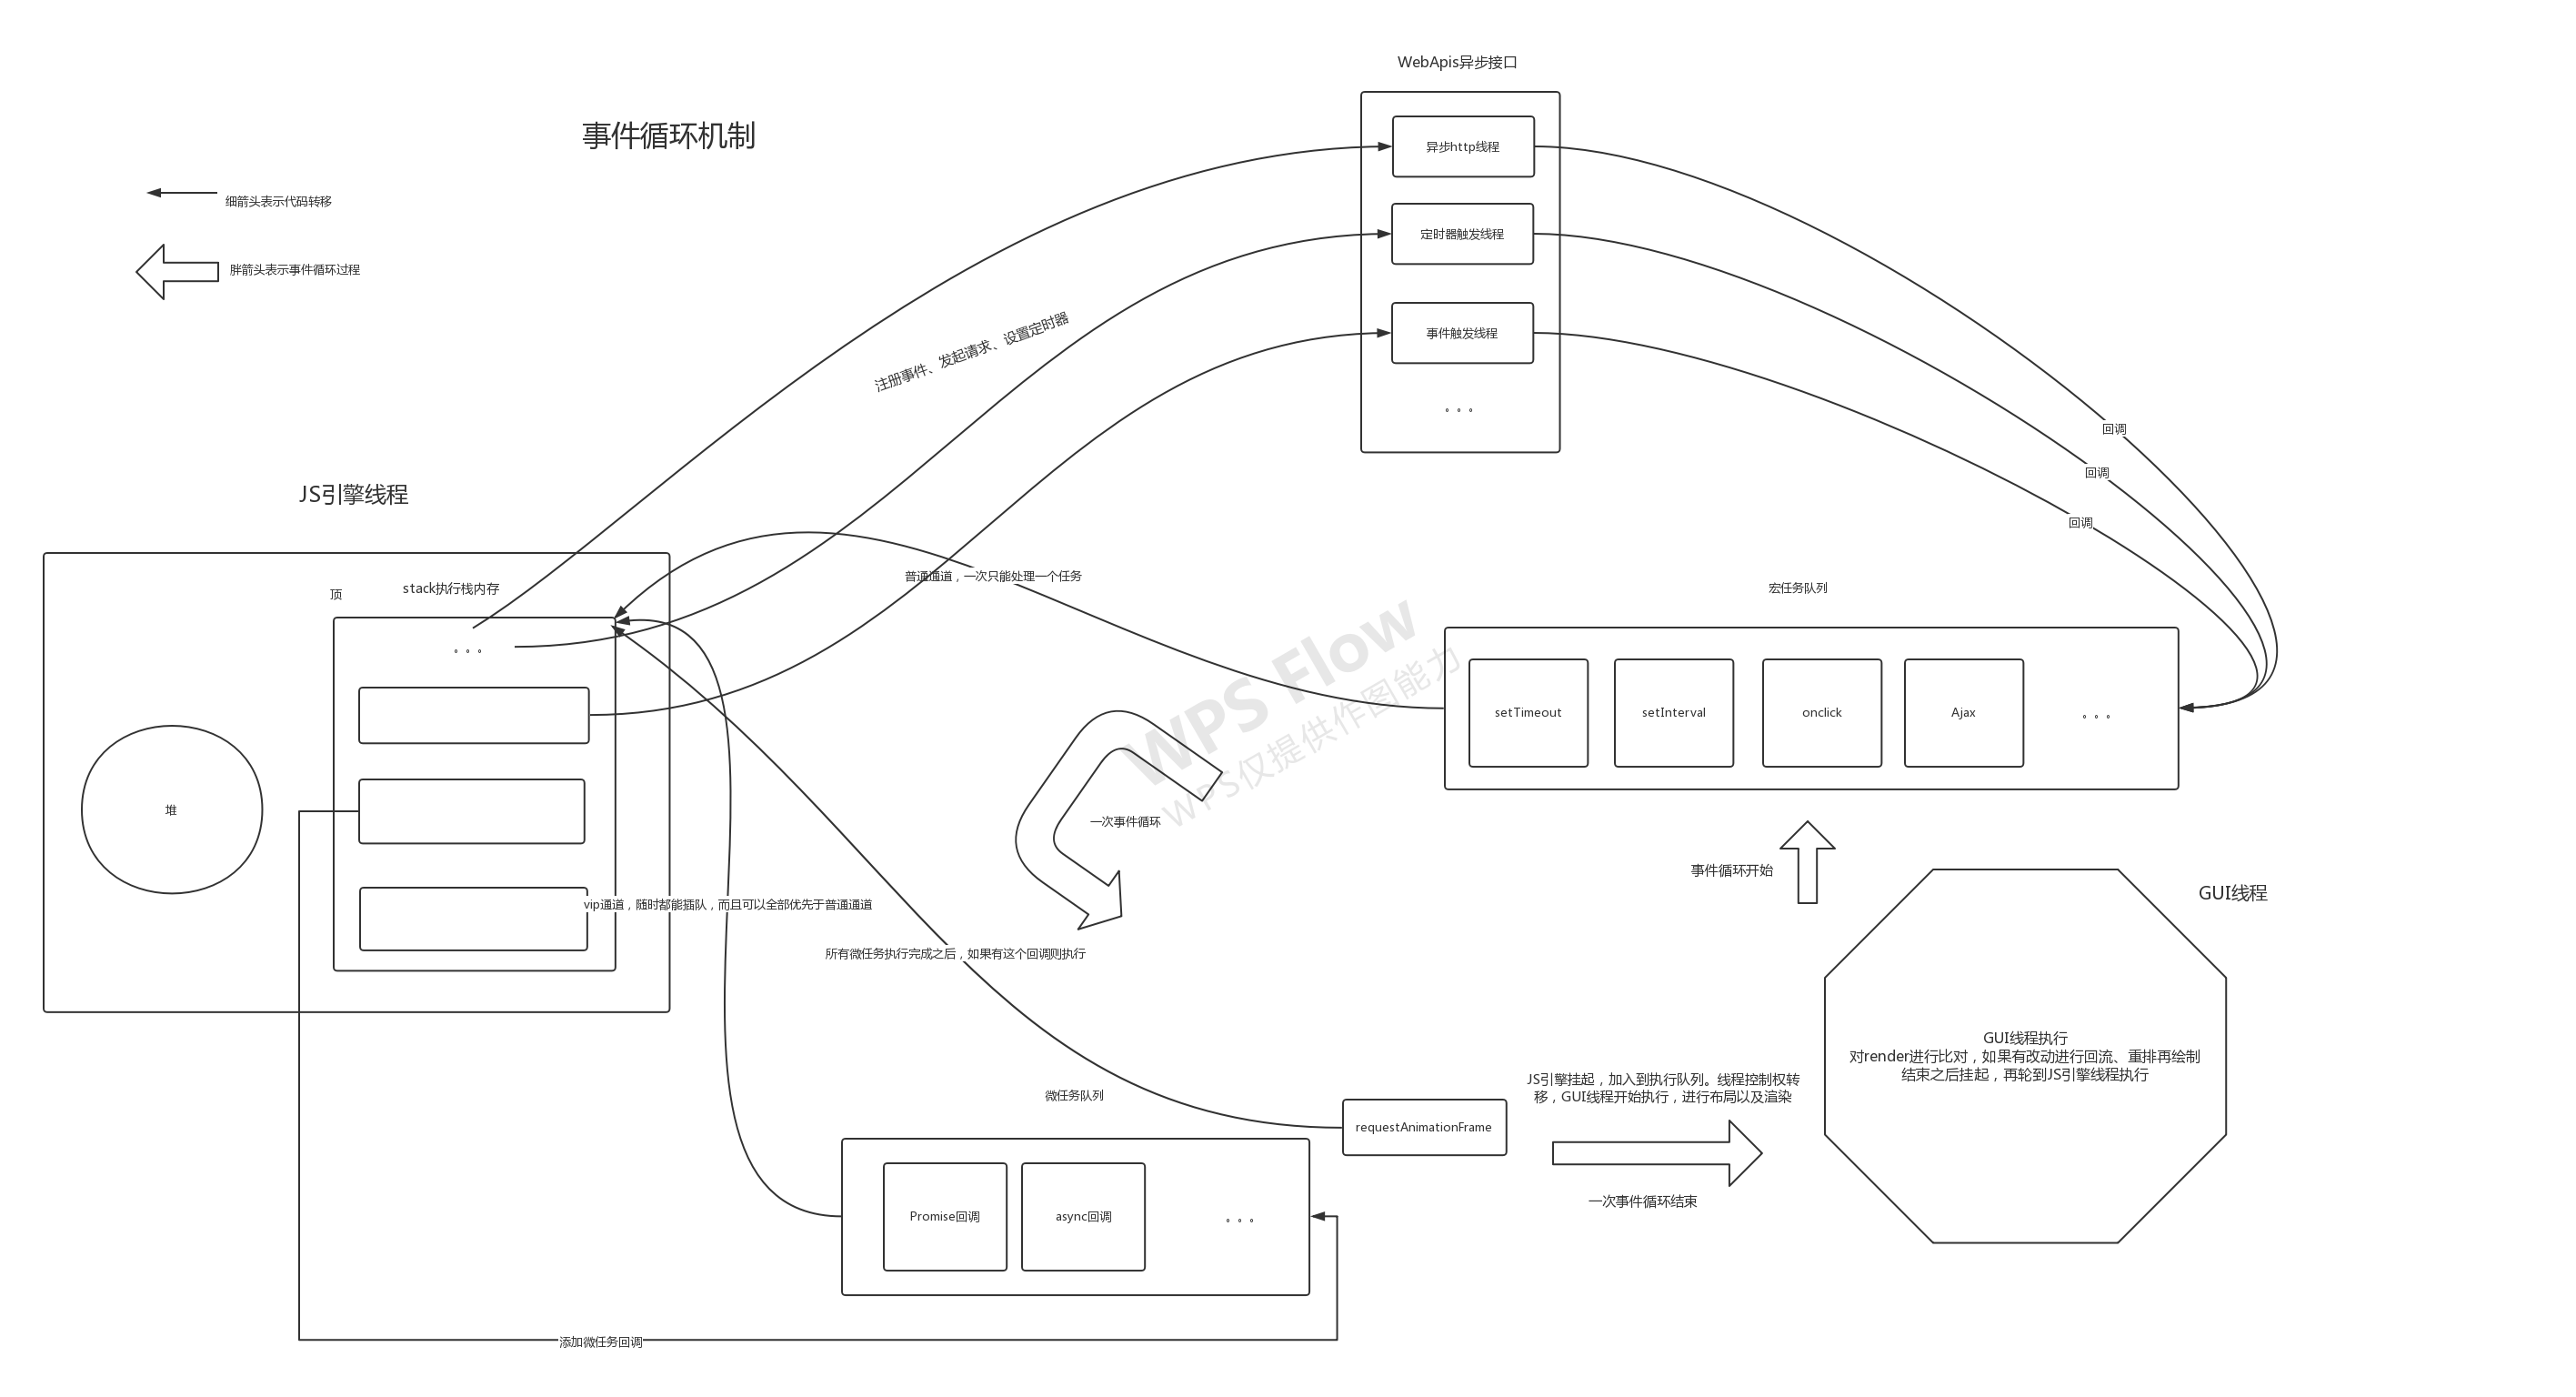 WebApis异步接口
事件循环机制
异步http线程
细箭头表示代码转移
定时器触发线程
胖箭头表示事件循环过程
事件触发线程
注册事件、发起请求、设置定时器
。。。
回调
回调
回调
JS引擎线程
顶
stack执行栈内存
。。。
普通通道，一次只能处理一个任务
宏任务队列
setTimeout
setInterval
onclick
Ajax
。。。
WPS Flow
WPS仅提供作图能力
堆
一次事件循环
事件循环开始
GUI线程
vip通道，随时都能插队，而且可以全部优先于普通通道
所有微任务执行完成之后，如果有这个回调则执行
GUI线程执行
对render进行比对，如果有改动进行回流、重排再绘制
结束之后挂起，再轮到JS引擎线程执行
JS引擎挂起，加入到执行队列。线程控制权转
移，GUI线程开始执行，进行布局以及渲染
微任务队列
requestAnimationFrame
一次事件循环结束
Promise回调
async回调
。。。
添加微任务回调